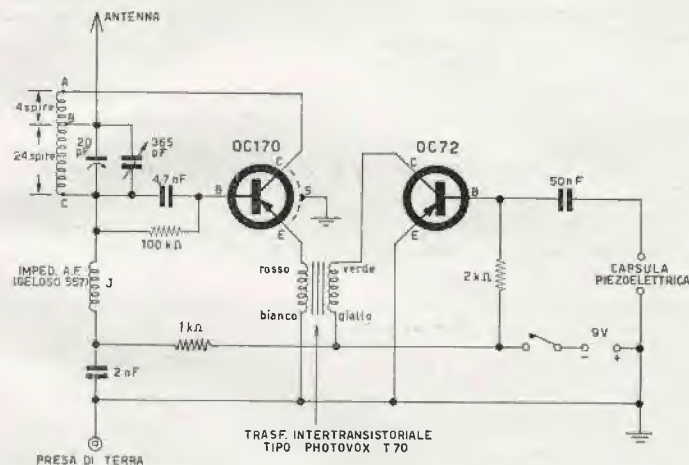 ANTENNA
A
4 spire
B
24 spire
C
20
pF
365
pF
4,7 nF
100 kΩ
OC170
B
C
S
E
OC72
C
B
E
50 nF
2 kΩ
CAPSULA
PIEZOELETTRICA
IMPED. A.F.
(GELOSO 557)
J
rosso
verde
bianco
giallo
1 kΩ
9V
-
+
2 nF
TRASF. INTERTRANSISTORIALE
TIPO PHOTOVOX T 70
PRESA DI TERRA